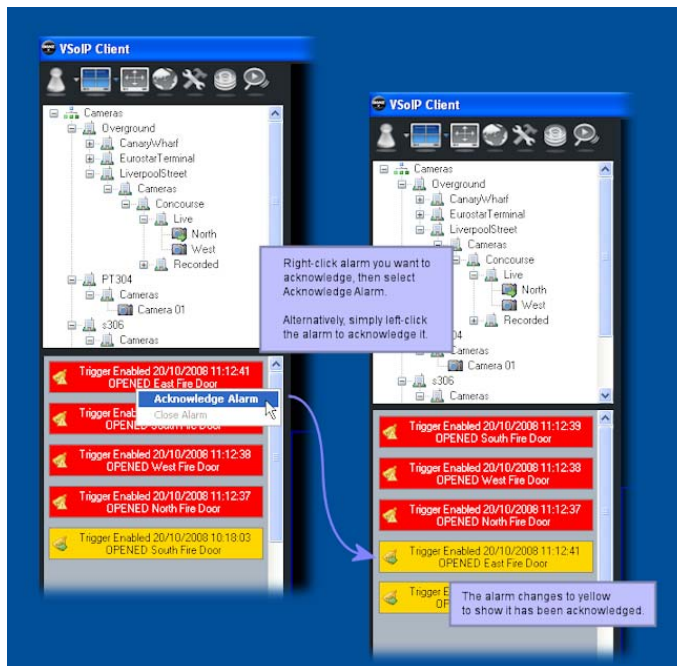 VSoIP Client
Cameras
Overground
CanaryWharf
EurostarTerminal
LiverpoolStreet
Cameras
Concourse
Live
North
West
Recorded
PT304
Cameras
Camera 01
s306
Cameras
Trigger Enabled 20/10/2008 11:12:41
OPENED East Fire Door
Acknowledge Alarm
Close Alarm
Trigger Enabled 20/10/2008 11:12:38
OPENED West Fire Door
Trigger Enabled 20/10/2008 11:12:37
OPENED North Fire Door
Trigger Enabled 20/10/2008 10:18:03
OPENED South Fire Door
Right-click alarm you want to
acknowledge, then select
Acknowledge Alarm.
Alternatively, simply left-click
the alarm to acknowledge it.
VSoIP Client
Cameras
Overground
CanaryWharf
EurostarTerminal
LiverpoolStreet
Cameras
Concourse
Live
North
West
Recorded
04
Cameras
Camera 01
s306
Cameras
Trigger Enabled 20/10/2008 11:12:39
OPENED South Fire Door
Trigger Enabled 20/10/2008 11:12:38
OPENED West Fire Door
Trigger Enabled 20/10/2008 11:12:37
OPENED North Fire Door
Trigger Enabled 20/10/2008 11:12:41
OPENED East Fire Door
Trigger E
OP
The alarm changes to yellow
to show it has been acknowledged.